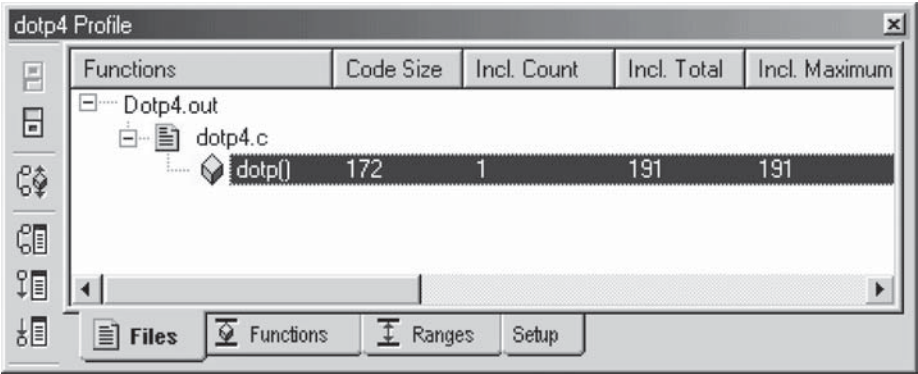 dotp4 Profile
Functions Code Size Incl. Count Incl. Total Incl. Maximum
Dotp4.out
dotp4.c
dotp() 172 1 191 191
Files Functions Ranges Setup